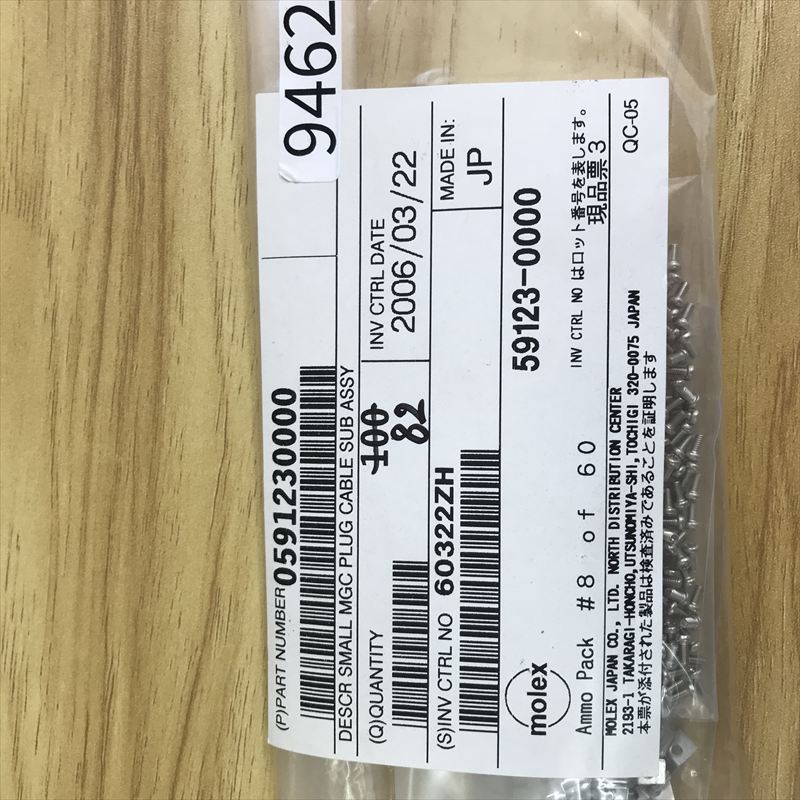 9462
(P)PART NUMBER 0591230000
DESCR SMALL MGC PLUG CABLE SUB ASSY
(Q)QUANTITY 100 82
INV CTRL DATE
2006/03/22
(S)INV CTRL NO 60322ZH
MADE IN:
JP
molex
59123-0000
Ammo Pack #8 of 60
INV CTRL NO はロット番号を表します。
現品票3
MOLEX JAPAN CO., LTD. NORTH DISTRIBUTION CENTER
2193-1 TAKARAGI-HONCHO,UTSUNOMIYA-SHI,TOCHIGI 320-0075 JAPAN
本票が添付された製品は検査済みであることを証明します
QC-05